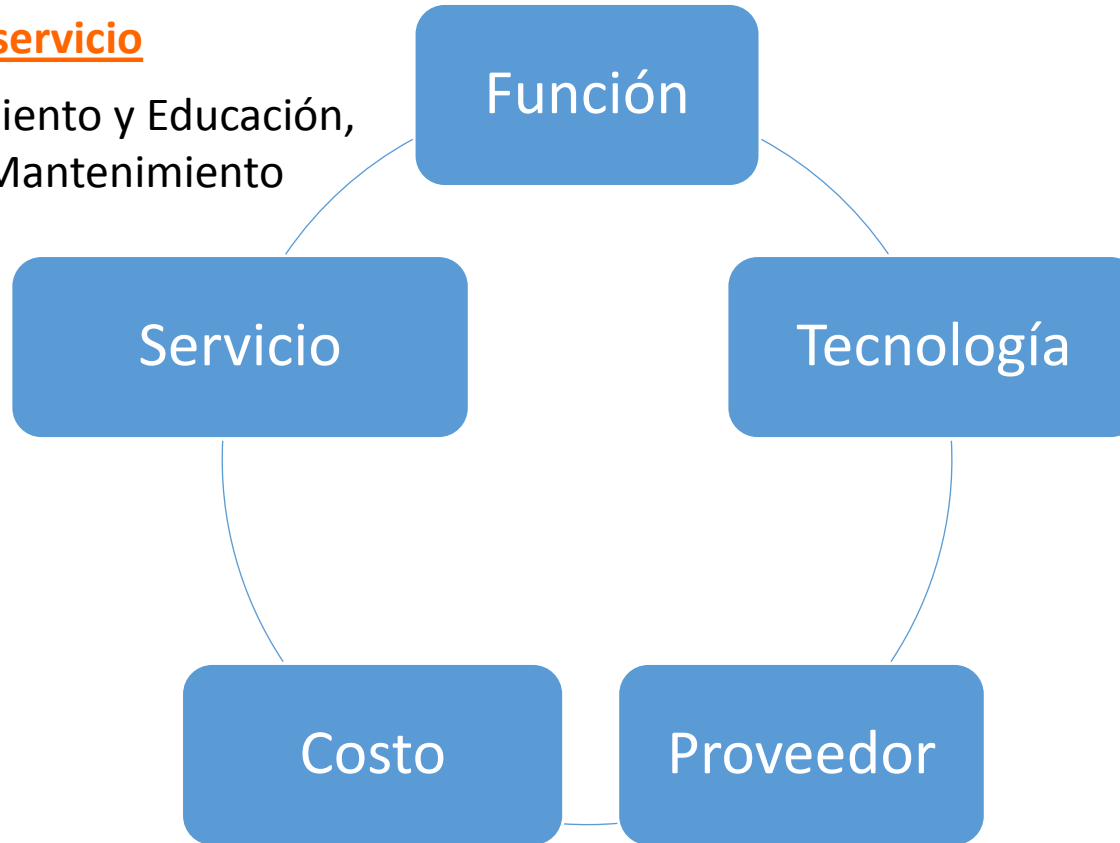 servicio
iento y Educación,
Mantenimiento
Función
Servicio
Tecnología
Costo
Proveedor